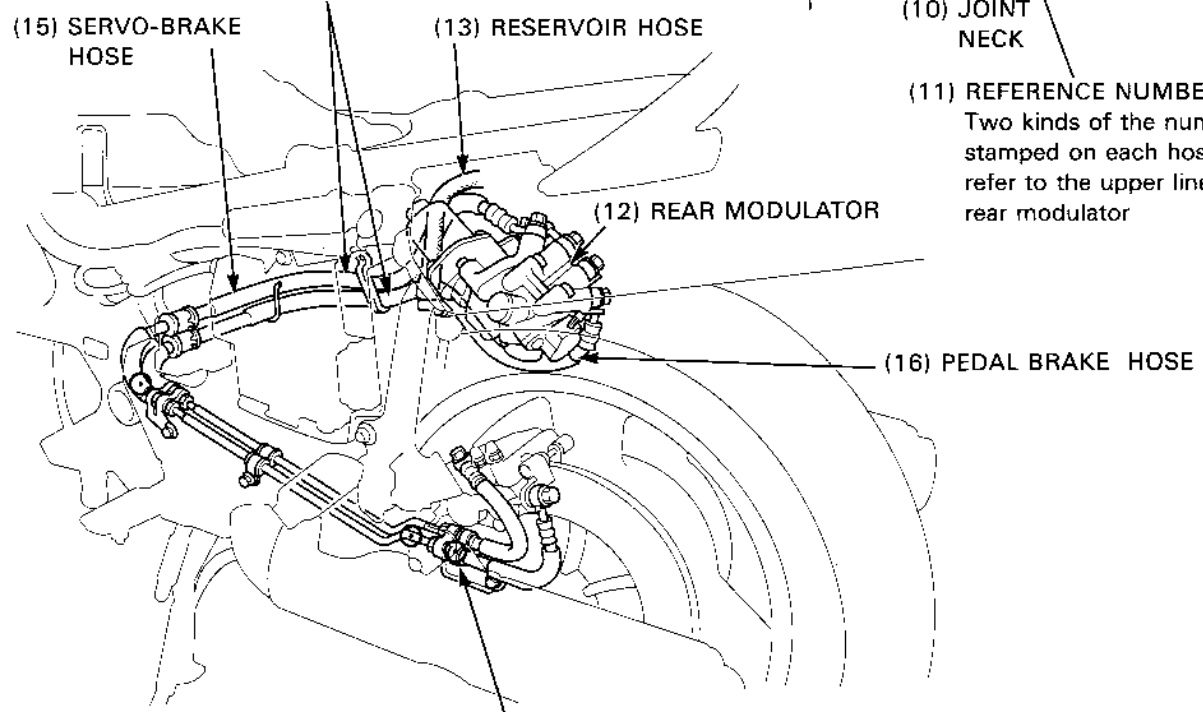 (15) SERVO-BRAKE
HOSE
(13) RESERVOIR HOSE
(10) JOINT
NECK
(11) REFERENCE NUMBE
Two kinds of the num
stamped on each hos
refer to the upper line
rear modulator
(12) REAR MODULATOR
(16) PEDAL BRAKE HOSE